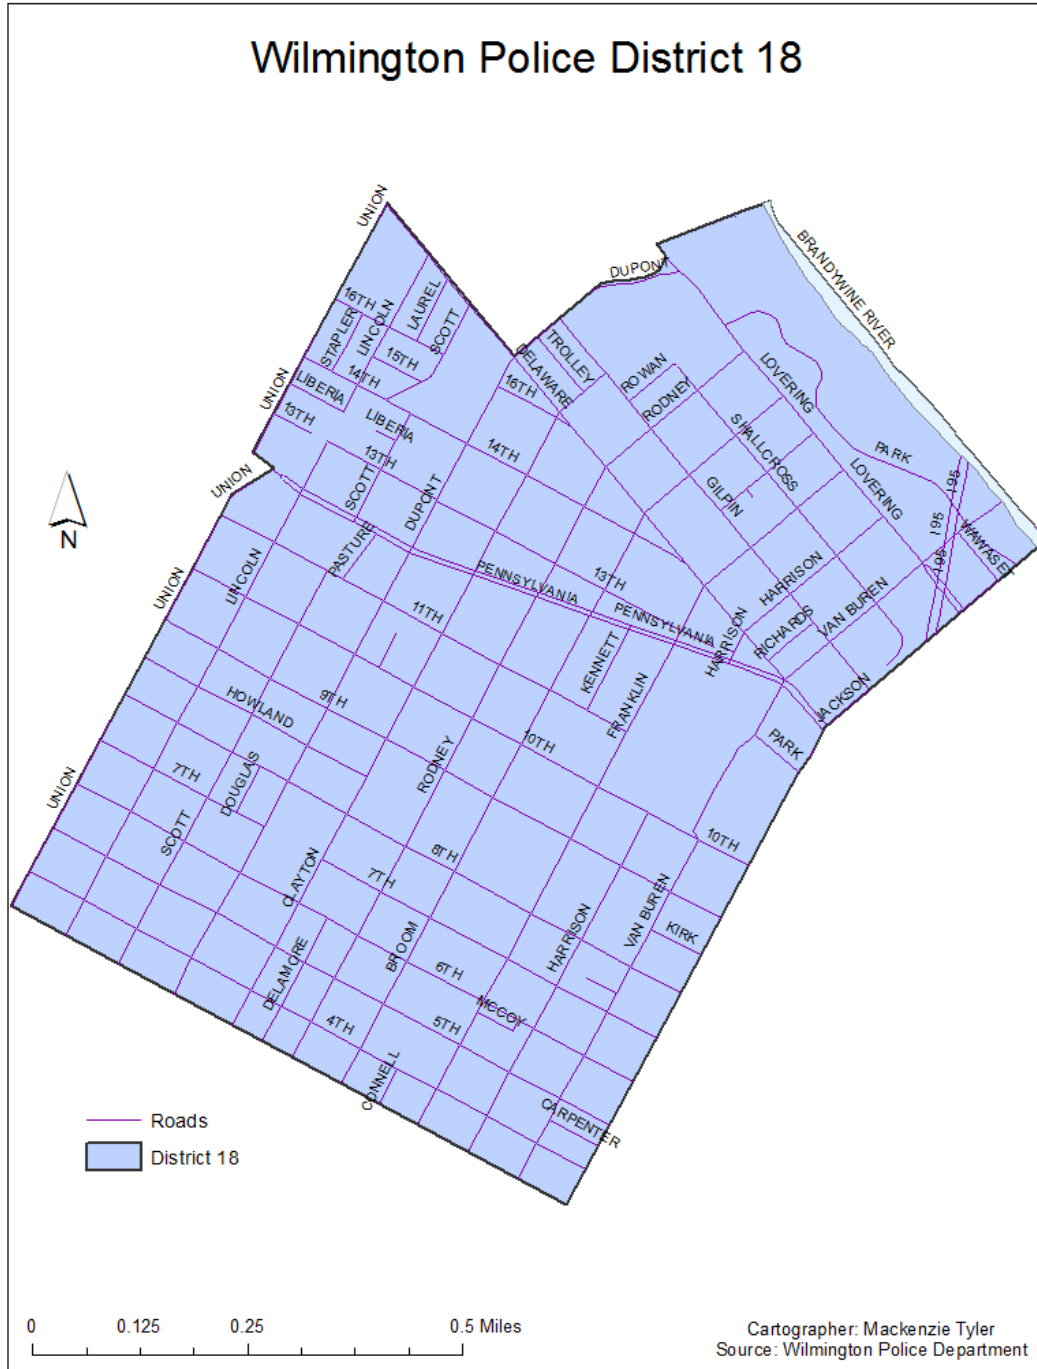 Wilmington Police District 18
UNION
BRANDYWINE RIVER
DUPONT
16TH
LAUREL
LINCOLN
STAPLER
SCOTT
15TH
14TH
UNION
LIBERIA
13TH
LIBERIA
13TH
TROLLEY
DELAWARE
16TH
ROWAN
RODNEY
LOVERING
SHALLCROSS
14TH
PARK
LOVERING
GILPIN
195
195
195
WAWASET
UNION
SCOTT
DUPONT
PASTURE
PENNSYLVANIA
13TH
PENNSYLVANIA
HARRISON
HARRISON
RICHARDS
VAN BUREN
JACKSON
PARK
N
UNION
LINCOLN
11TH
KENNETT
FRANKLIN
HOWLAND
9TH
10TH
RODNEY
UNION
7TH
DOUGLAS
SCOTT
8TH
10TH
CLAYTON
7TH
VAN BUREN
KIRK
HARRISON
BROOM
DELAMORE
6TH
MCCOY
4TH
5TH
CONNELL
CARPENTER
Roads
District 18
0 0.125 0.25 0.5 Miles
Cartographer: Mackenzie Tyler
Source: Wilmington Police Department